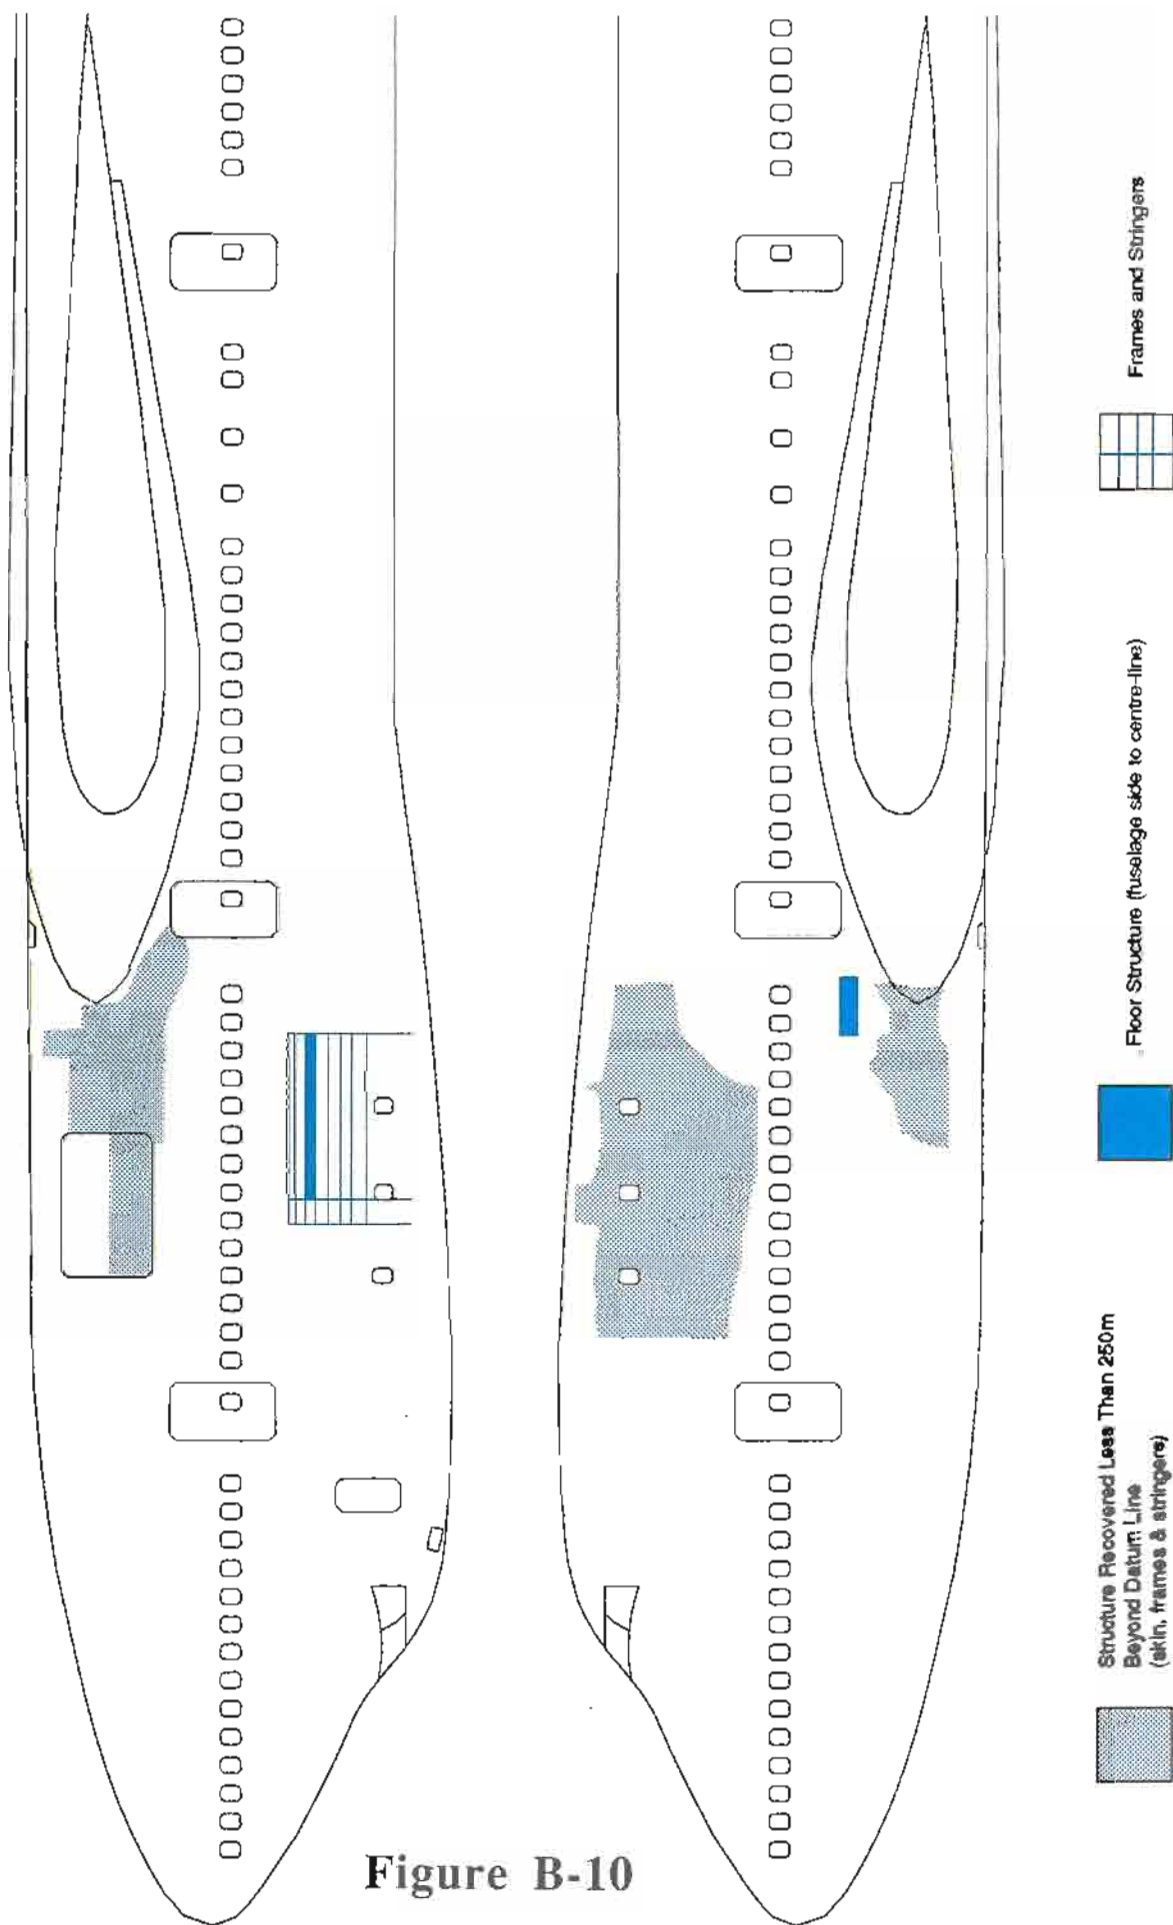 Structure Recovered Less Than 250m
Beyond Datum Line
(skin, frames & stringers)
Floor Structure (fuselage side to centre-line)
Frames and Stringers
Figure B-10